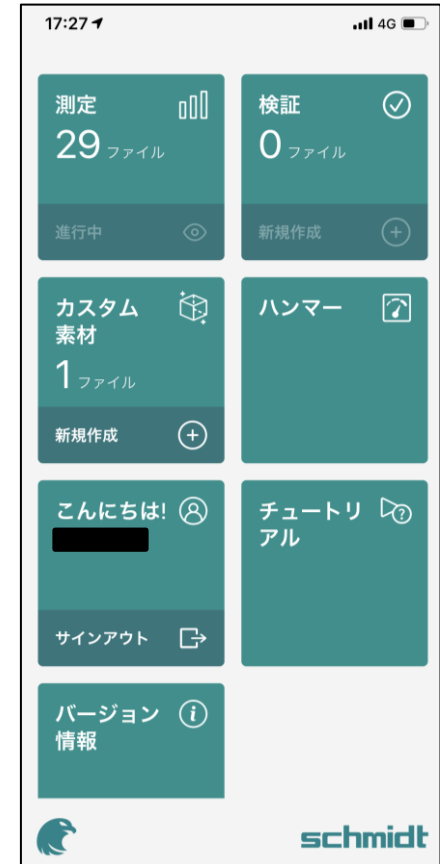 17:27
4G
測定
29 ファイル
進行中
検証
0 ファイル
新規作成
カスタム
素材
1 ファイル
新規作成
ハンマー
こんにちは!
サインアウト
チュートリ
アル
バージョン
情報
schmidt